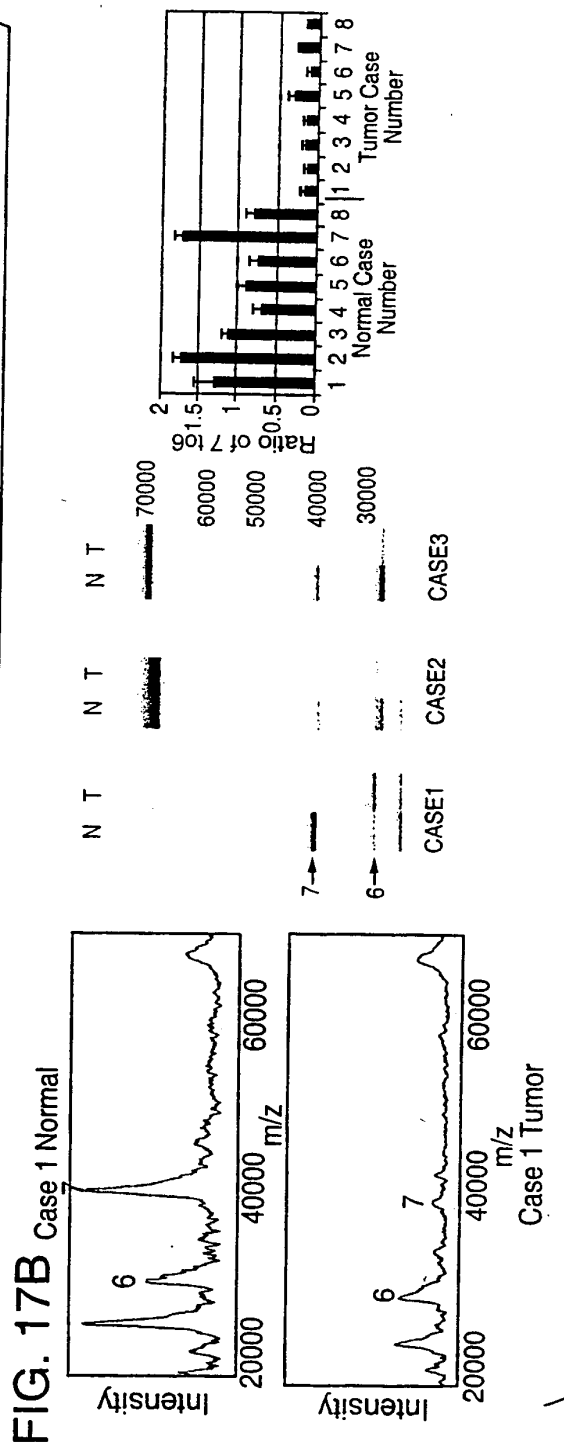 FIG. 17B
Case 1 Normal
7
6
Intensity
20000 40000 60000
m/z
6
7
Intensity
20000 40000 60000
m/z
Case 1 Tumor
N T N T N T
70000
60000
50000
40000
30000
7
6
CASE1 CASE2 CASE3
Ratio of 7 to6
2
1.5
1
0.5
0
1 2 3 4 5 6 7 8 1 2 3 4 5 6 7 8
Normal Case Number
Tumor Case Number